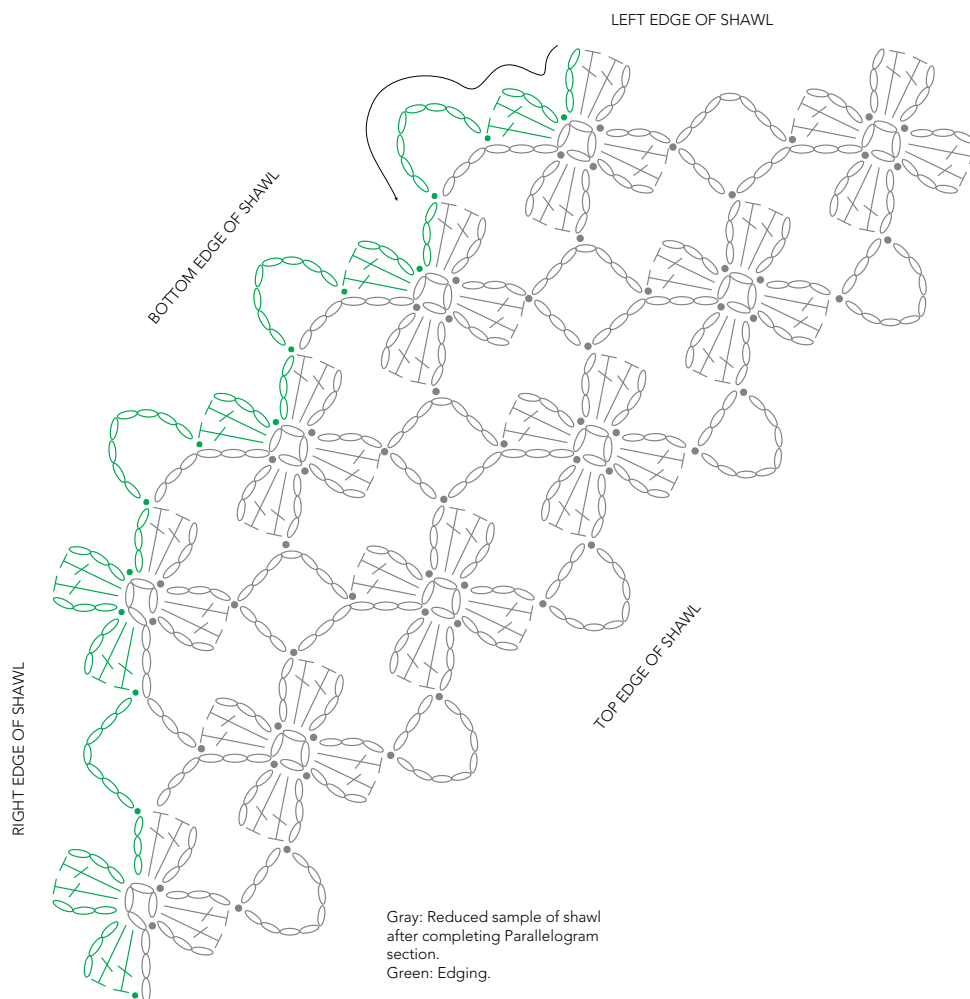 LEFT EDGE OF SHAWL
BOTTOM EDGE OF SHAWL
TOP EDGE OF SHAWL
RIGHT EDGE OF SHAWL
Gray: Reduced sample of shawl
after completing Parallelogram
section.
Green: Edging.